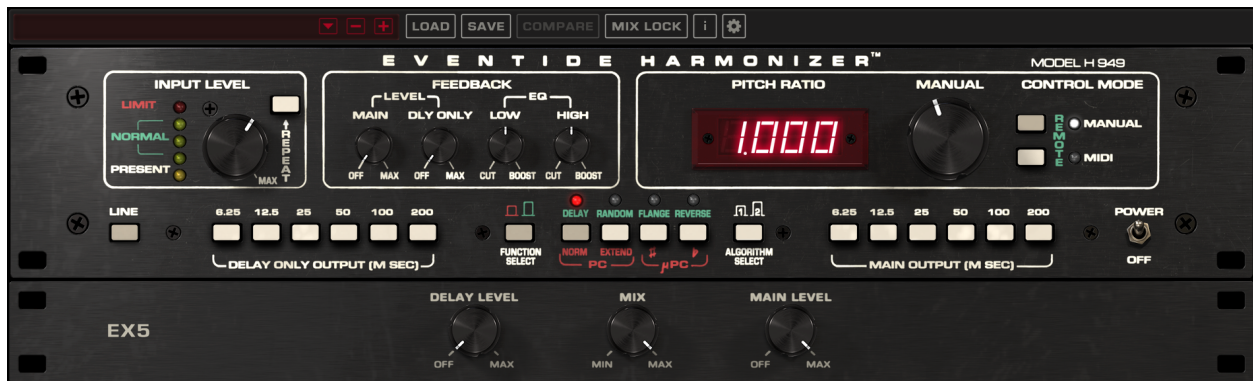 LOAD SAVE COMPARE MIX LOCK i
EVENTIDE HARMONIZER™
MODEL H 949
INPUT LEVEL FEEDBACK PITCH RATIO MANUAL CONTROL MODE
LEVEL EQ
LIMIT
MAIN DLY ONLY LOW HIGH
NORMAL
PRESENT
REPEAT
MAX
OFF MAX OFF MAX CUT BOOST CUT BOOST
1.000
REMOTE
MANUAL
MIDI
LINE 6.25 12.5 25 50 100 200
DELAY RANDOM FLANGE REVERSE
6.25 12.5 25 50 100 200 POWER
DELAY ONLY OUTPUT (M SEC)
FUNCTION SELECT
NORM EXTEND ♯ ♭
PC µPC
1 2
ALGORITHM SELECT
MAIN OUTPUT (M SEC)
OFF
EX5
DELAY LEVEL MIX MAIN LEVEL
OFF MAX MIN MAX OFF MAX